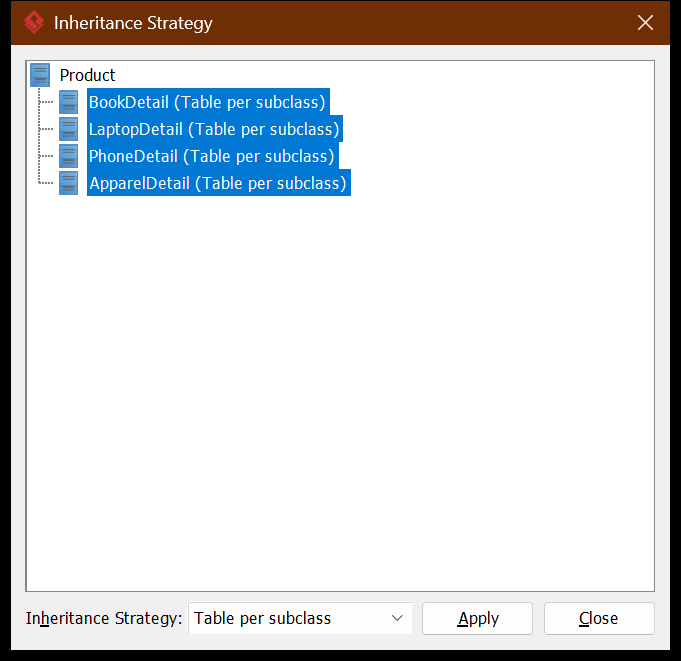 Inheritance Strategy
Product
BookDetail (Table per subclass)
LaptopDetail (Table per subclass)
PhoneDetail (Table per subclass)
ApparelDetail (Table per subclass)
Inheritance Strategy: Table per subclass Apply Close